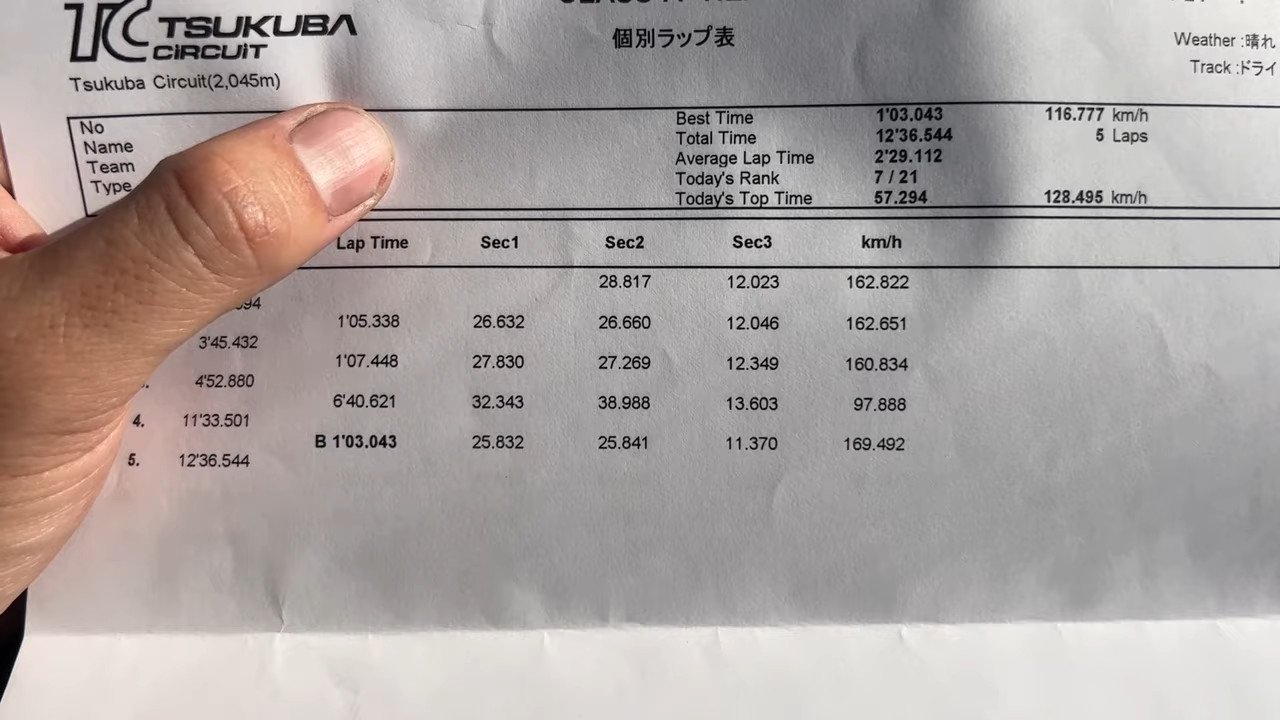 TC TSUKUBA CIRCUIT
個別ラップ表
Weather :晴れ
Tsukuba Circuit(2,045m)
Track :ドライ
No
Name
Team
Type
Best Time 1'03.043 116.777 km/h
Total Time 12'36.544 5 Laps
Average Lap Time 2'29.112
Today's Rank 7 / 21
Today's Top Time 57.294 128.495 km/h
Lap Time Sec1 Sec2 Sec3 km/h
28.817 12.023 162.822
1'05.338 26.632 26.660 12.046 162.651
3'45.432
1'07.448 27.830 27.269 12.349 160.834
4'52.880
6'40.621 32.343 38.988 13.603 97.888
4. 11'33.501
B 1'03.043 25.832 25.841 11.370 169.492
5. 12'36.544